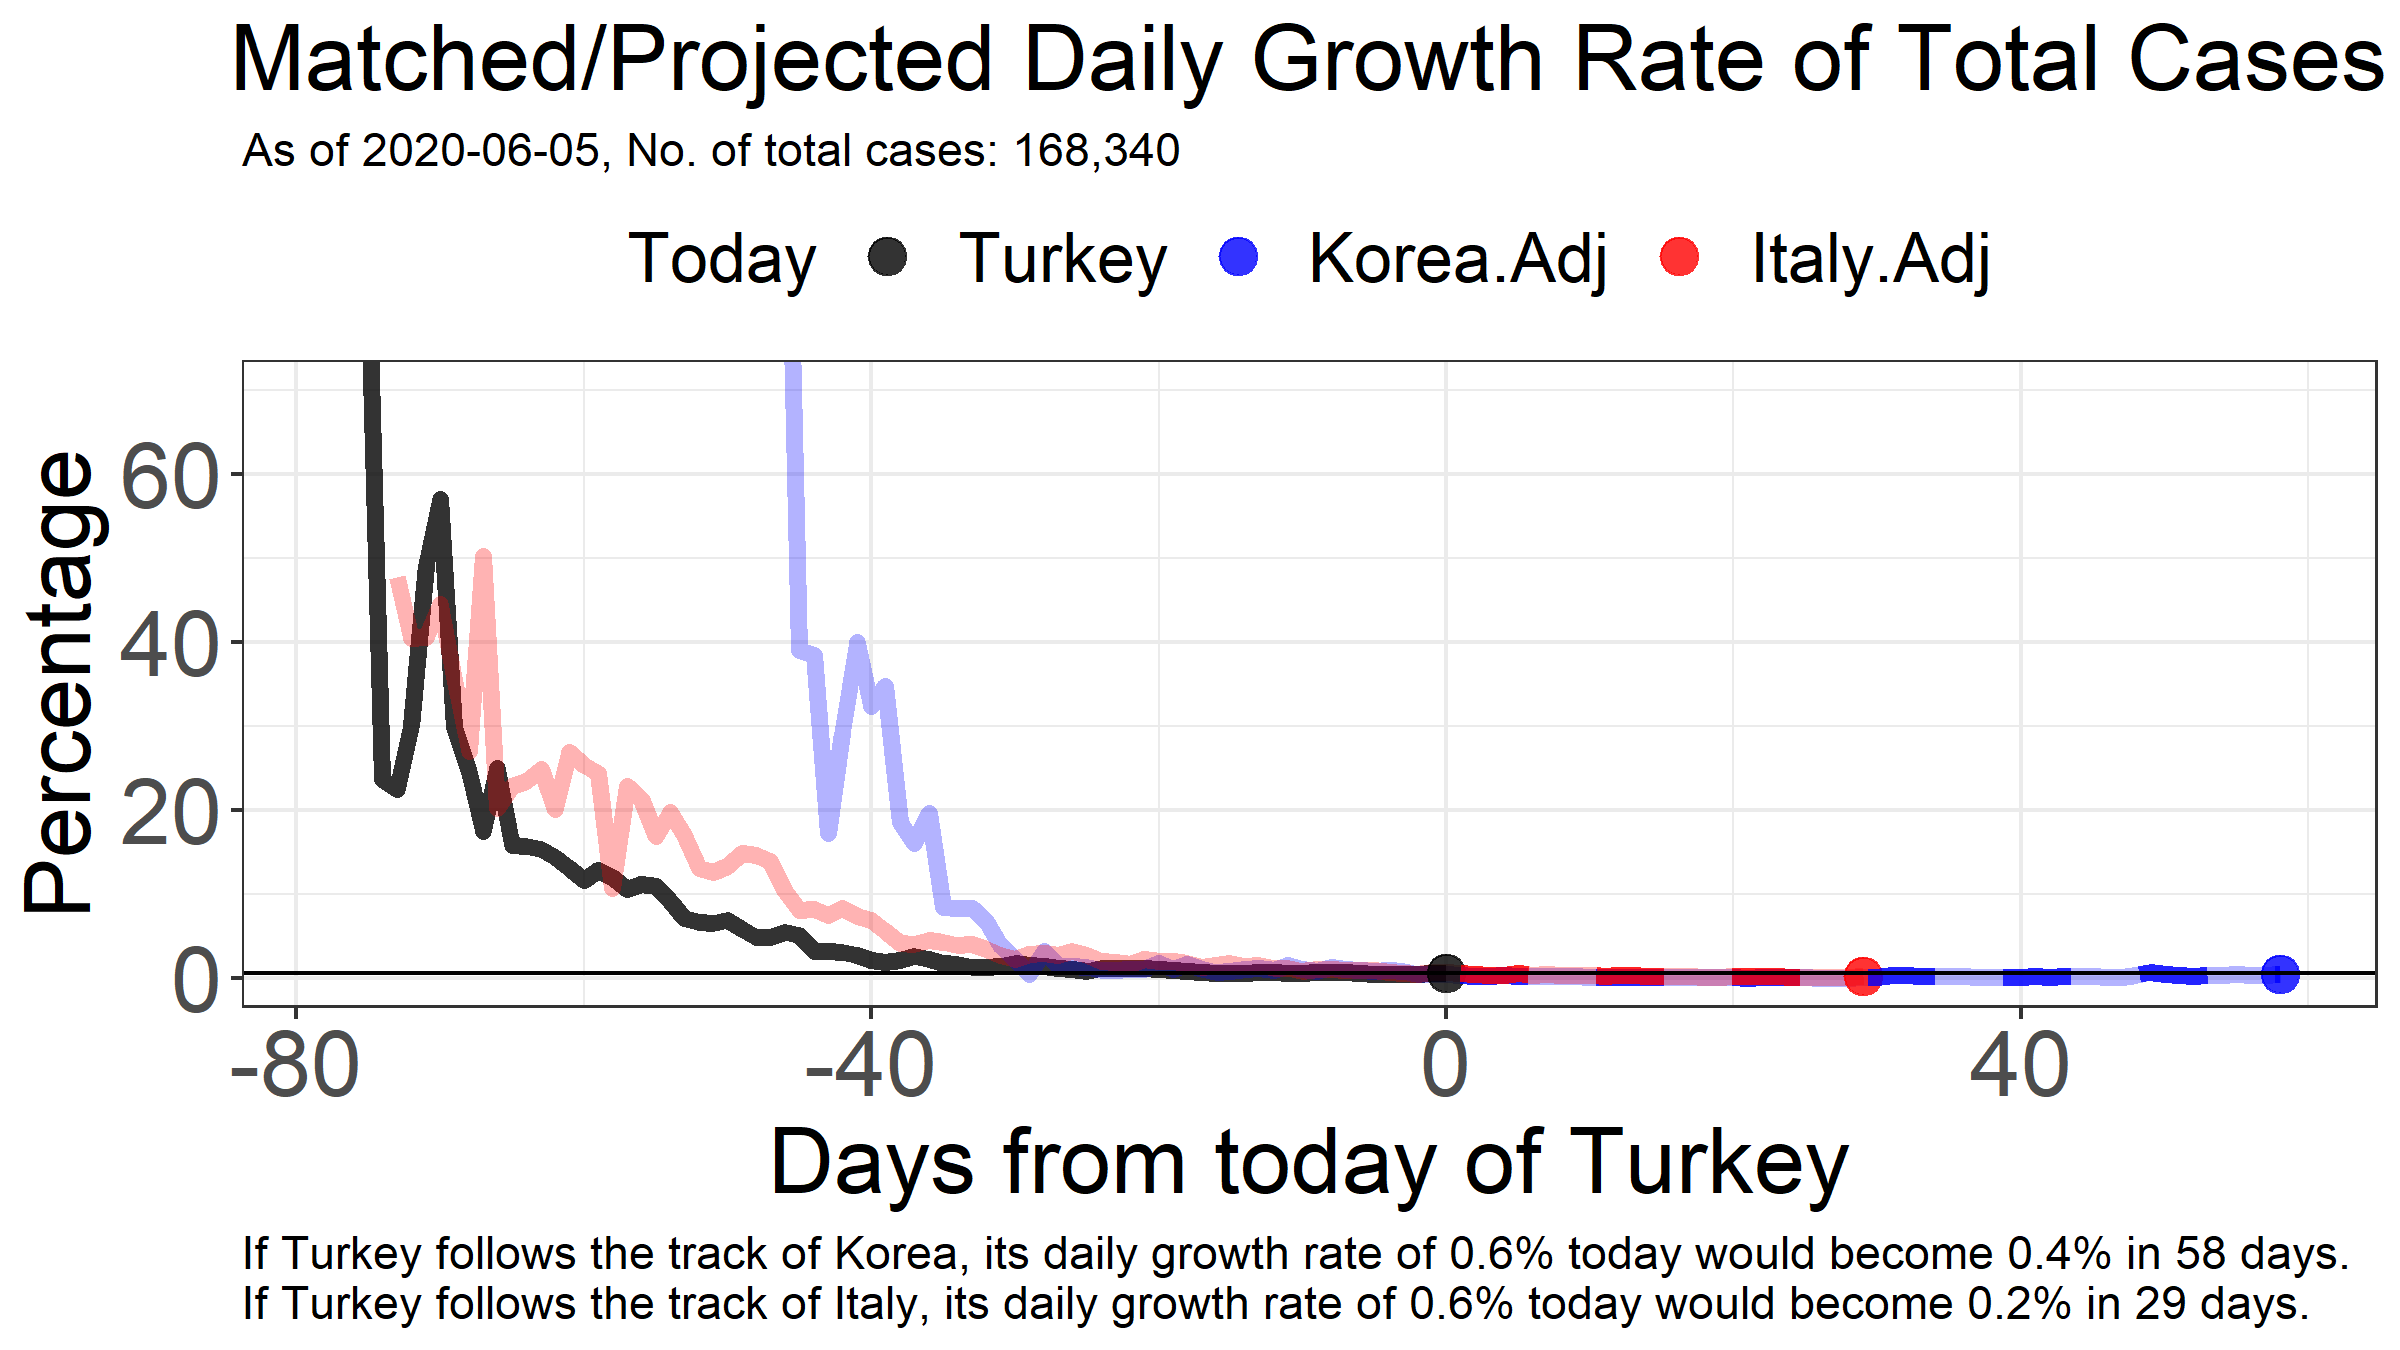 Matched/Projected Daily Growth Rate of Total Cases
As of 2020-06-05, No. of total cases: 168,340
Today Turkey Korea.Adj Italy.Adj
Percentage
60
40
20
0
-80 -40 0 40
Days from today of Turkey
If Turkey follows the track of Korea, its daily growth rate of 0.6% today would become 0.4% in 58 days.
If Turkey follows the track of Italy, its daily growth rate of 0.6% today would become 0.2% in 29 days.